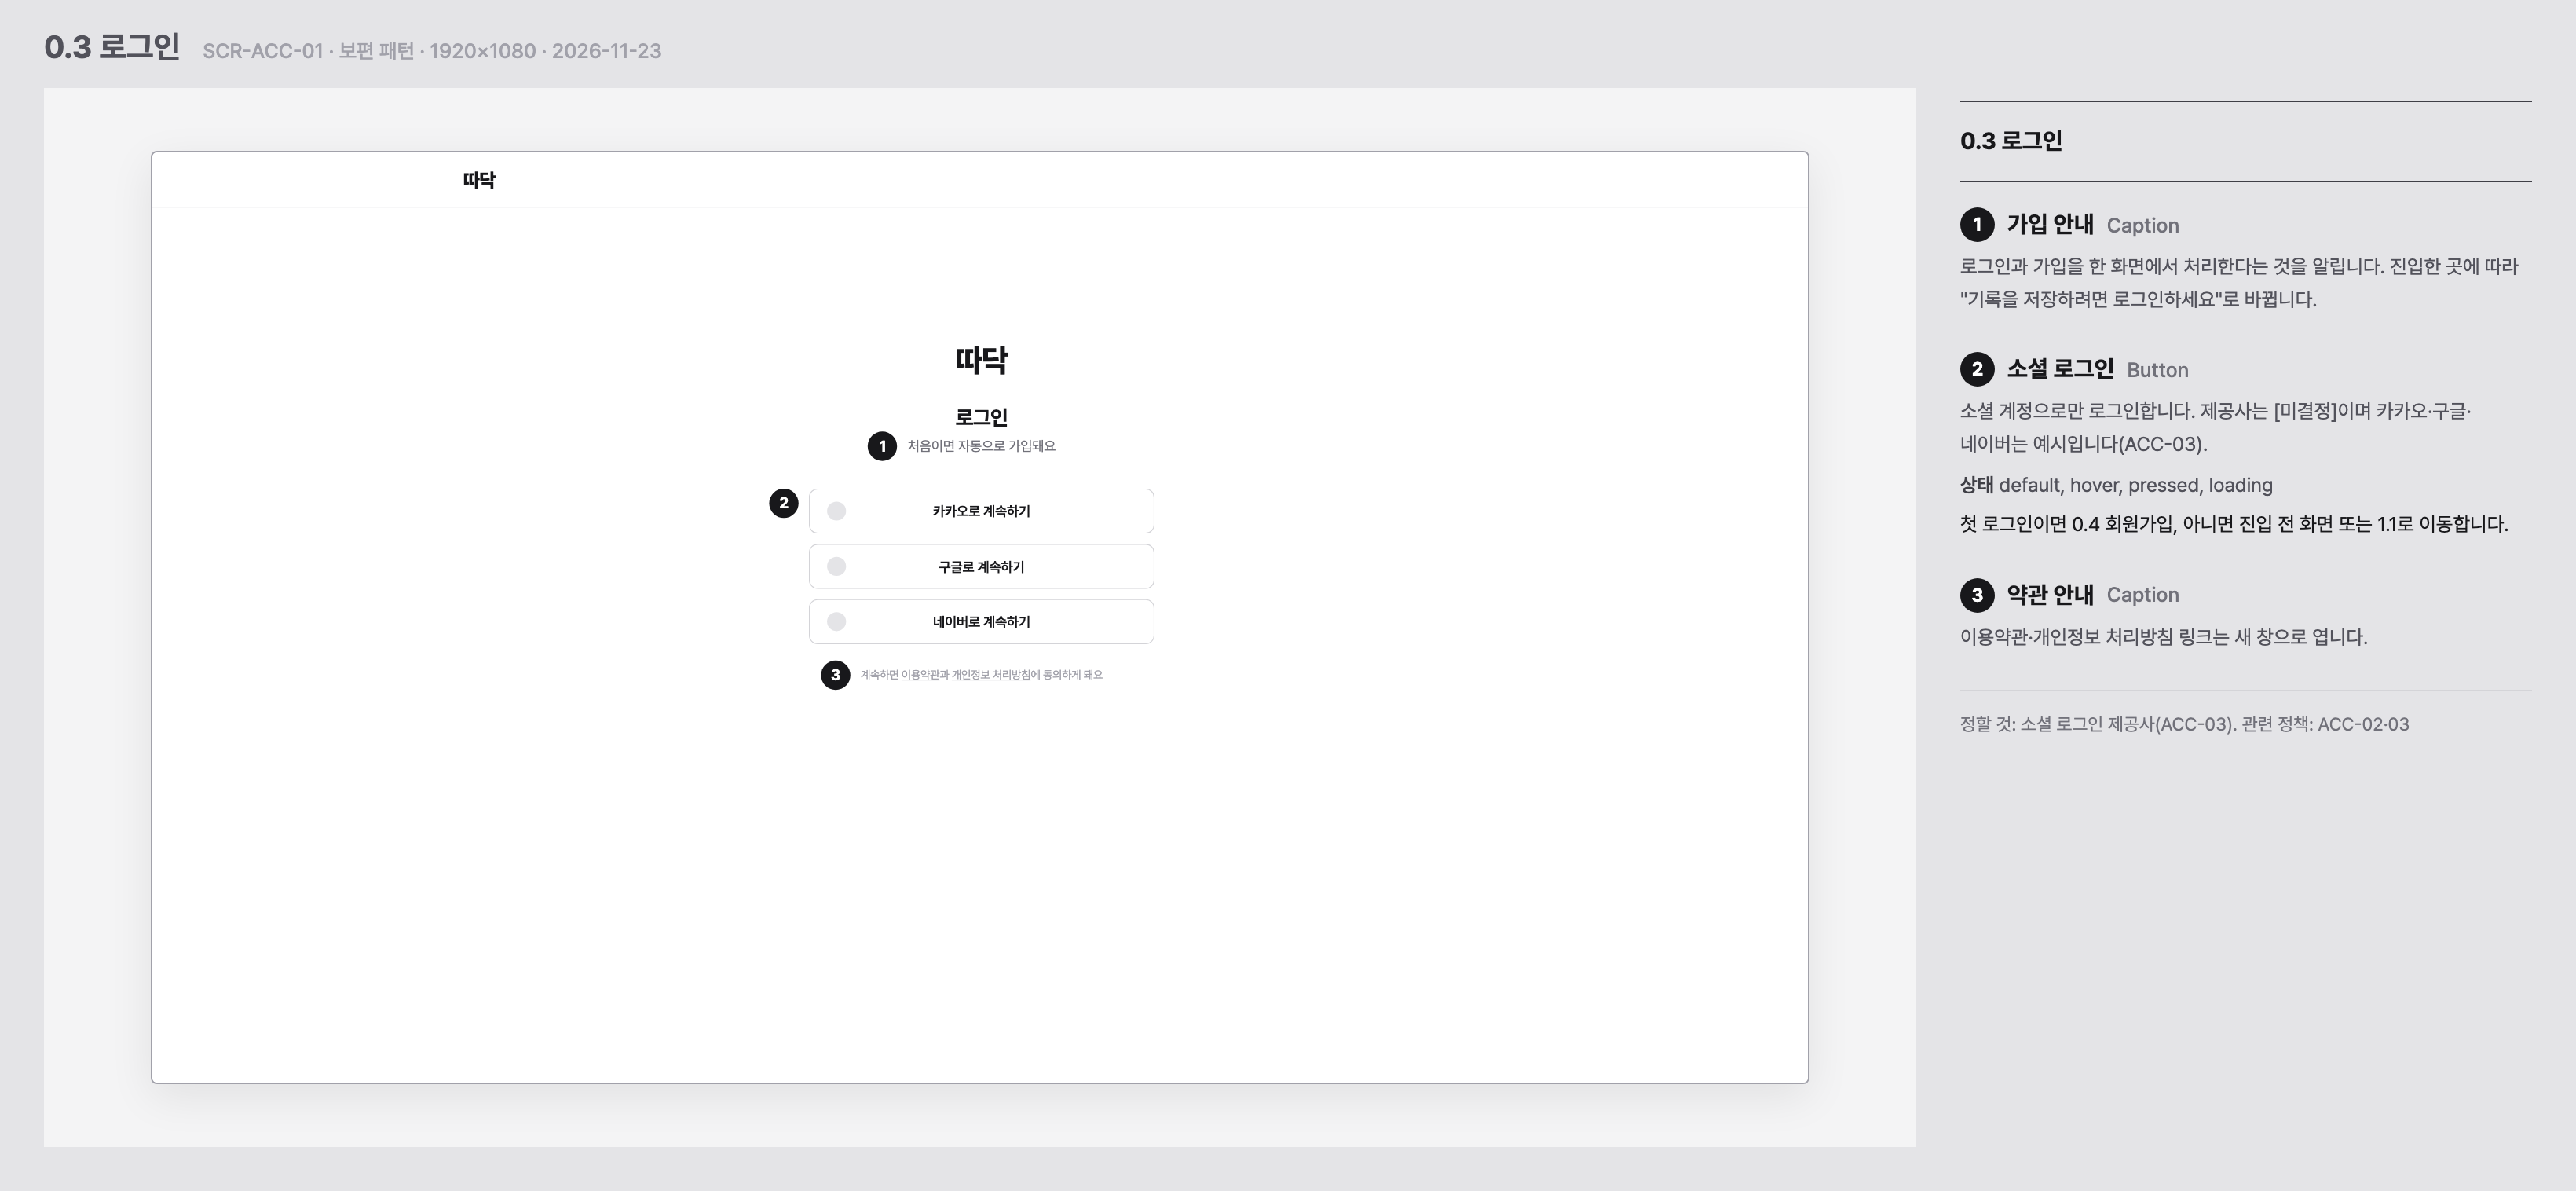 0.3 로그인 SCR-ACC-01 · 보편 패턴 · 1920×1080 · 2026-11-23
따닥
따닥
로그인
1 처음이면 자동으로 가입돼요
2 카카오로 계속하기
구글로 계속하기
네이버로 계속하기
3 계속하면 이용약관과 개인정보 처리방침에 동의하게 돼요
0.3 로그인
1 가입 안내 Caption
로그인과 가입을 한 화면에서 처리한다는 것을 알립니다. 진입한 곳에 따라
"기록을 저장하려면 로그인하세요"로 바뀝니다.
2 소셜 로그인 Button
소셜 계정으로만 로그인합니다. 제공사는 [미결정]이며 카카오·구글·
네이버는 예시입니다(ACC-03).
상태 default, hover, pressed, loading
첫 로그인이면 0.4 회원가입, 아니면 진입 전 화면 또는 1.1로 이동합니다.
3 약관 안내 Caption
이용약관·개인정보 처리방침 링크는 새 창으로 엽니다.
정할 것: 소셜 로그인 제공사(ACC-03). 관련 정책: ACC-02·03